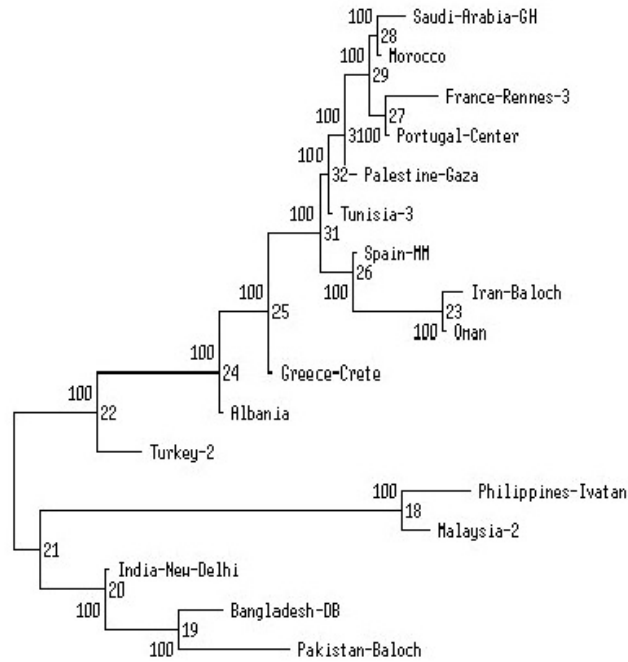 100 Saudi-Arabia-GH
28
100 Morocco
29
France-Rennes-3
100 27
3100 Portugal-Center
100
32 Palestine-Gaza
100 Tunisia-3
31
Spain-MM
26
100 100 Iran-Baloch
25 23
100 Oman
100
24 Greece-Crete
100 Albania
22
Turkey-2
100 Philippines-Ivatan
18
Malaysia-2
21
India-New-Delhi
20
100 Bangladesh-DB
19
100 Pakistan-Baloch